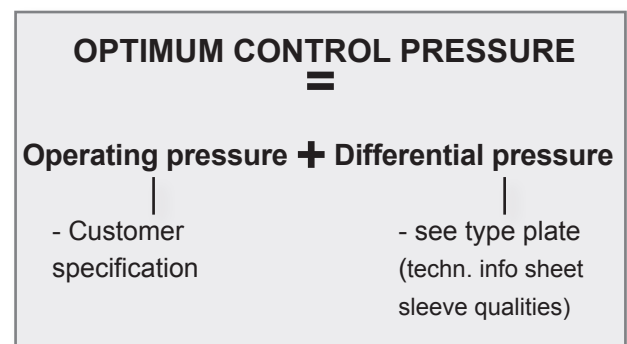 OPTIMUM CONTROL PRESSURE
=
Operating pressure + Differential pressure
- Customer
specification
- see type plate
(techn. info sheet
sleeve qualities)